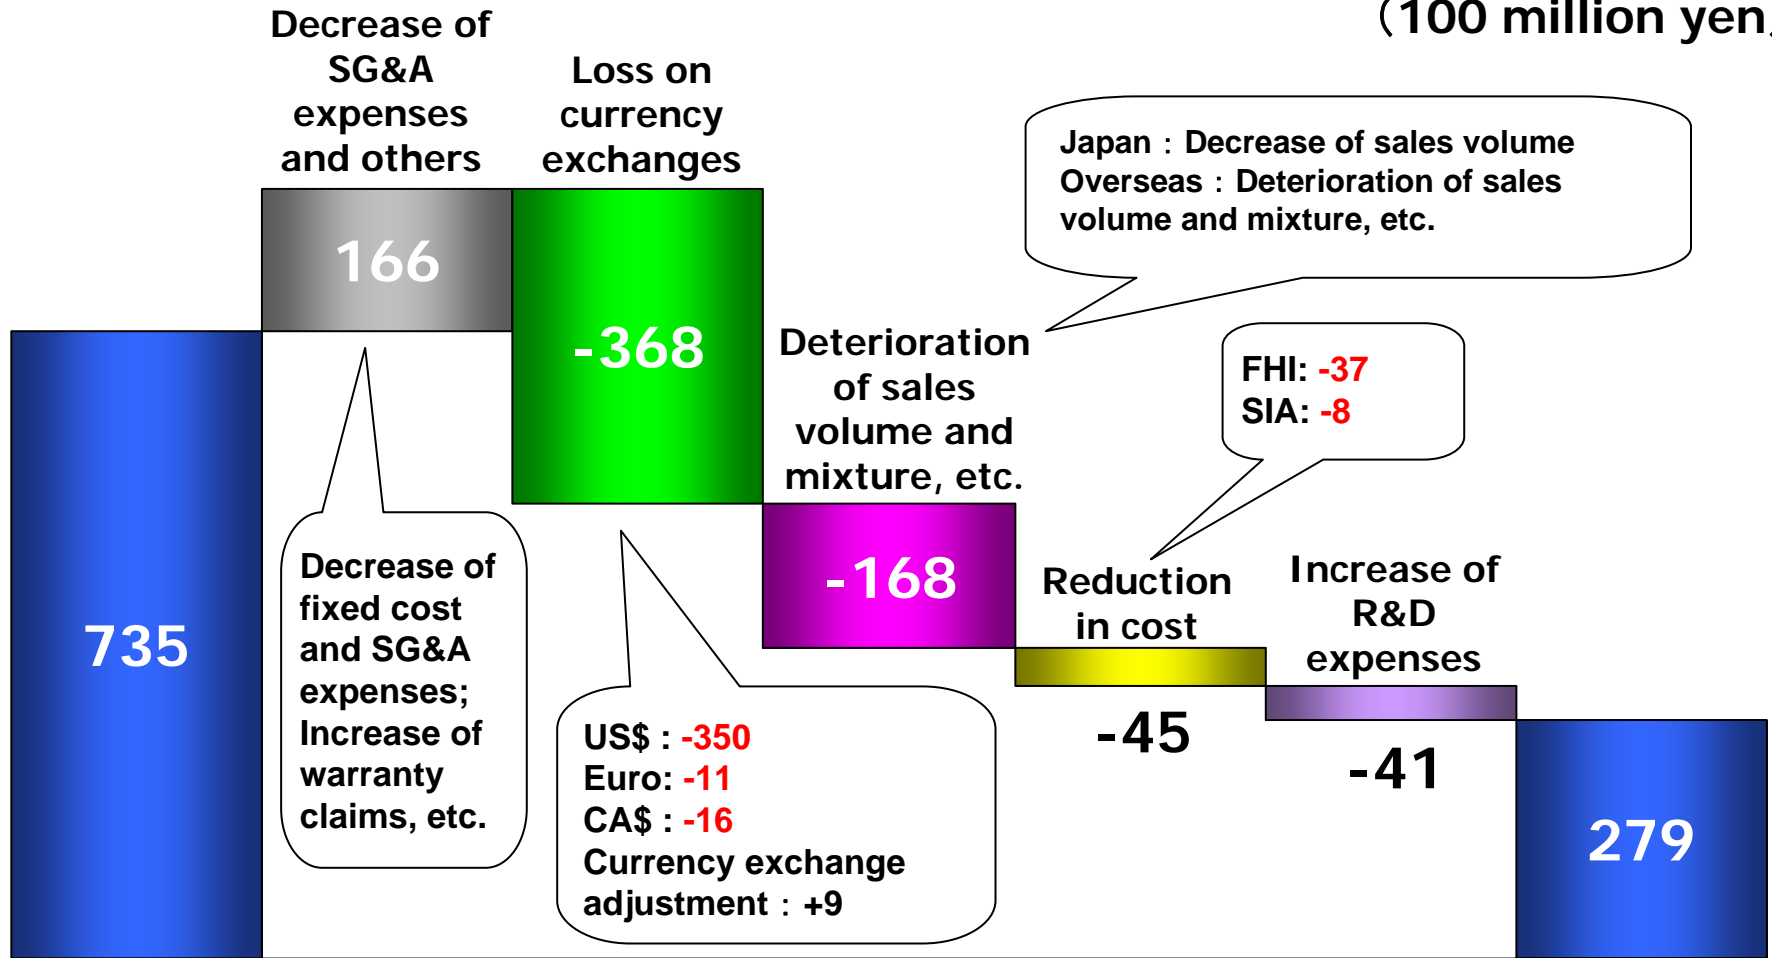 （100 million yen
Decrease of
SG&A
expenses
and others
Loss on
currency
exchanges
Japan：Decrease of sales volume
Overseas：Deterioration of sales
volume and mixture, etc.
166
-368
Deterioration
of sales
volume and
mixture, etc.
FHI: -37
SIA: -8
735
Decrease of
fixed cost
and SG&A
expenses;
Increase of
warranty
claims, etc.
-168
Reduction
in cost
Increase of
R&D
expenses
US$ : -350
Euro: -11
CA$ : -16
Currency exchange
adjustment：+9
-45
-41
279